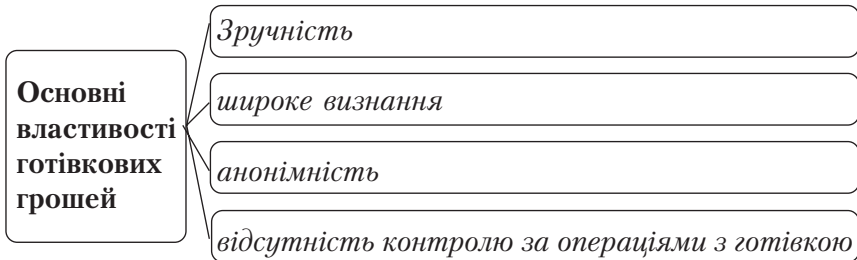 Основні
властивості
готівкових
грошей
Зручність
широке визнання
анонімність
відсутність контролю за операціями з готівкою